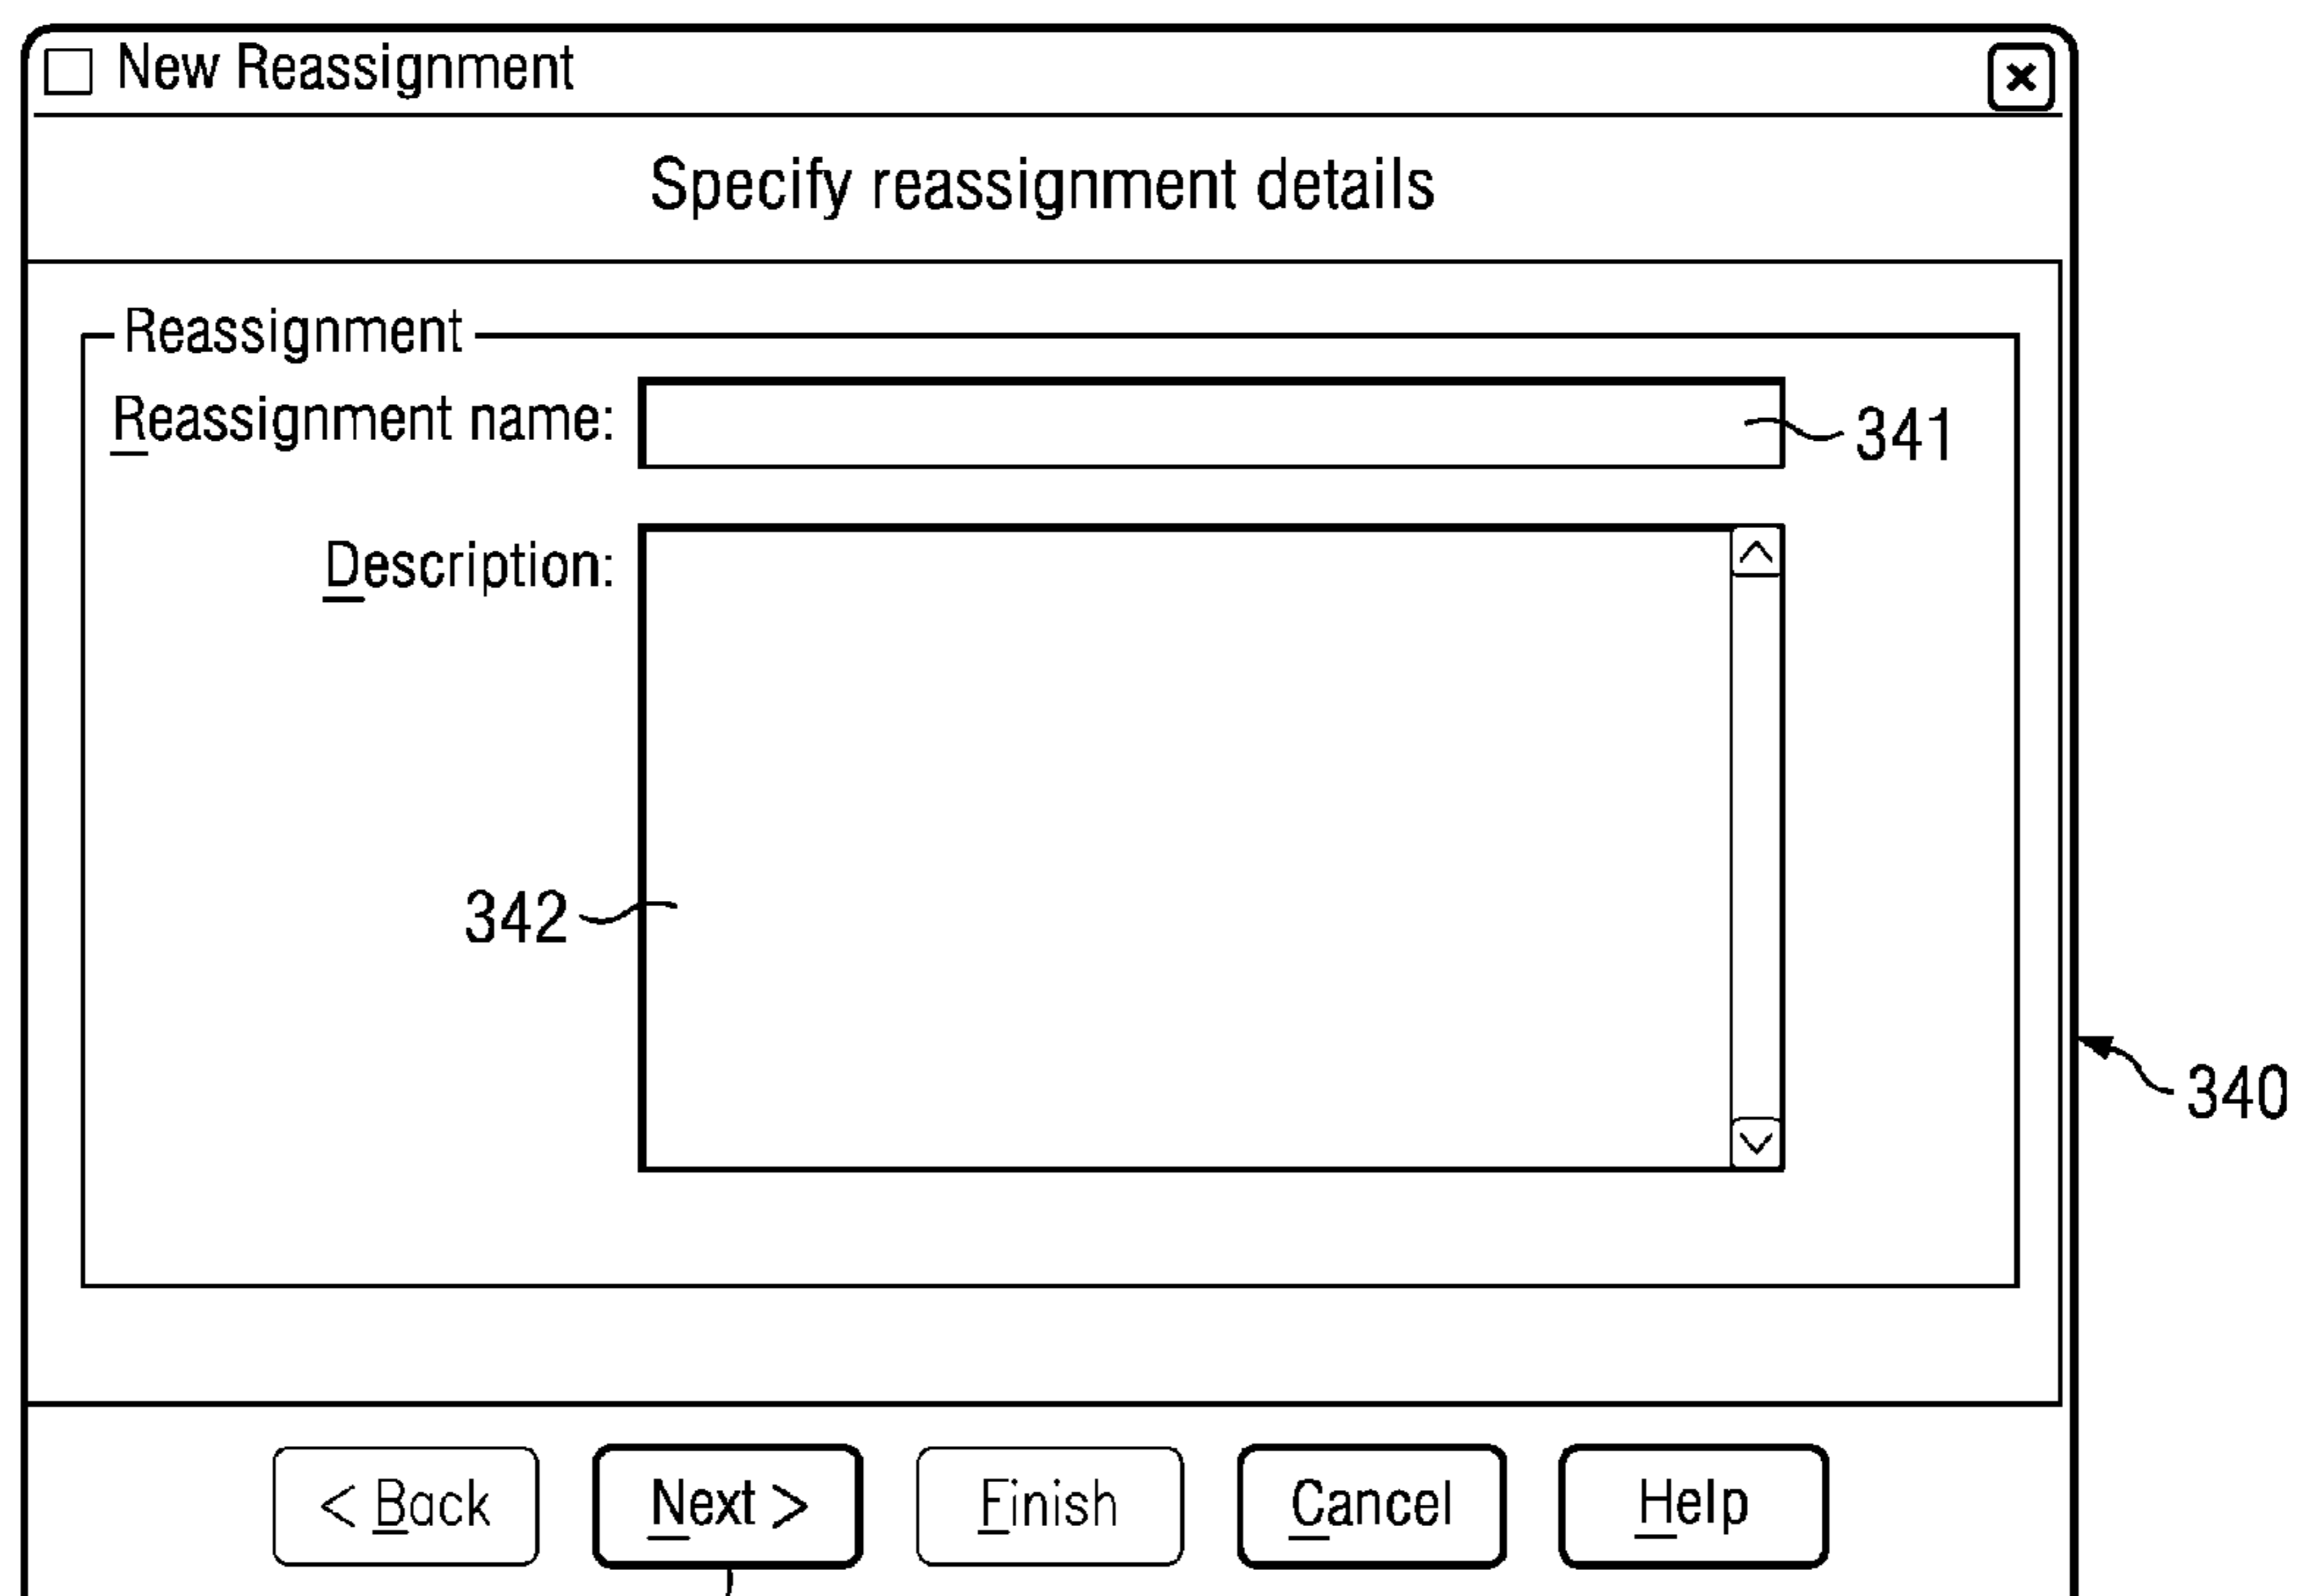 New Reassignment
Specify reassignment details
Reassignment
Reassignment name:
341
Description:
342
340
< Back Next > Finish Cancel Help